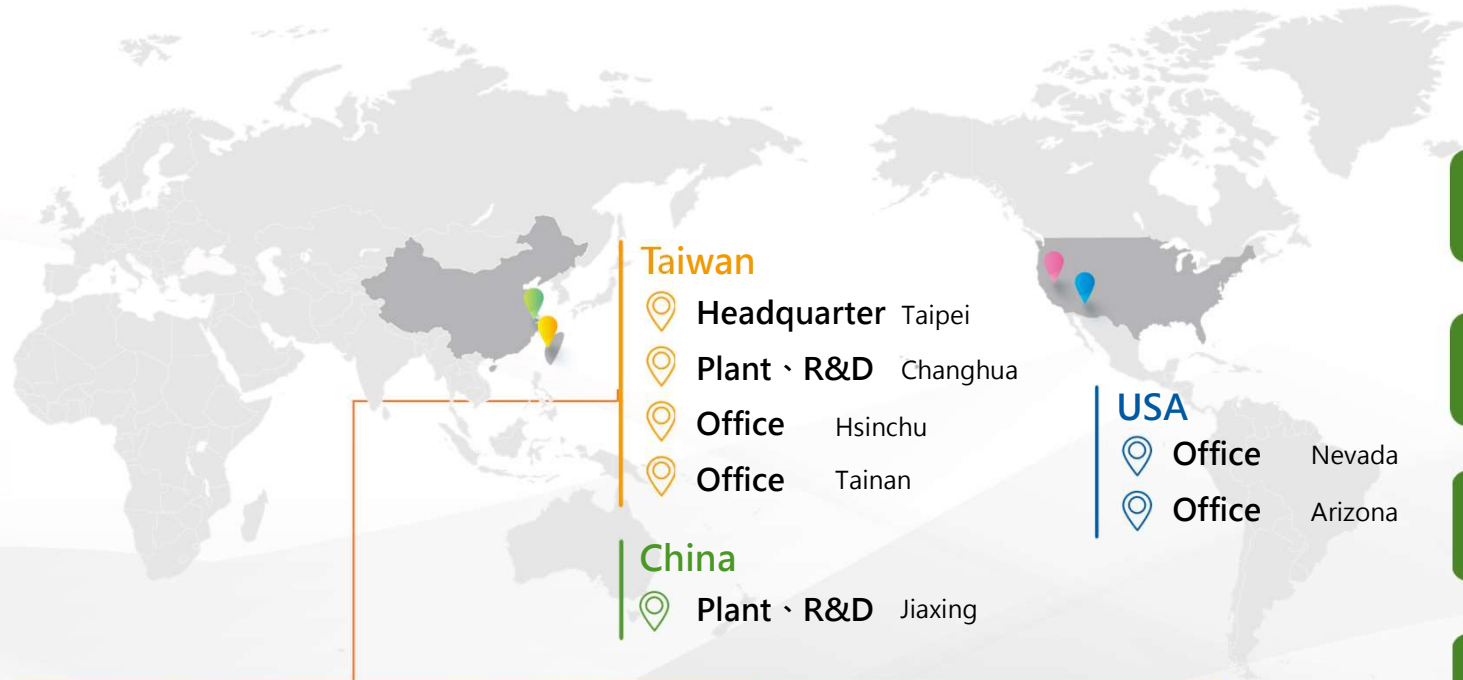 Taiwan
Headquarter Taipei
Plant、R&D Changhua
Office Hsinchu
Office Tainan
China
Plant、R&D Jiaxing
USA
Office Nevada
Office Arizona